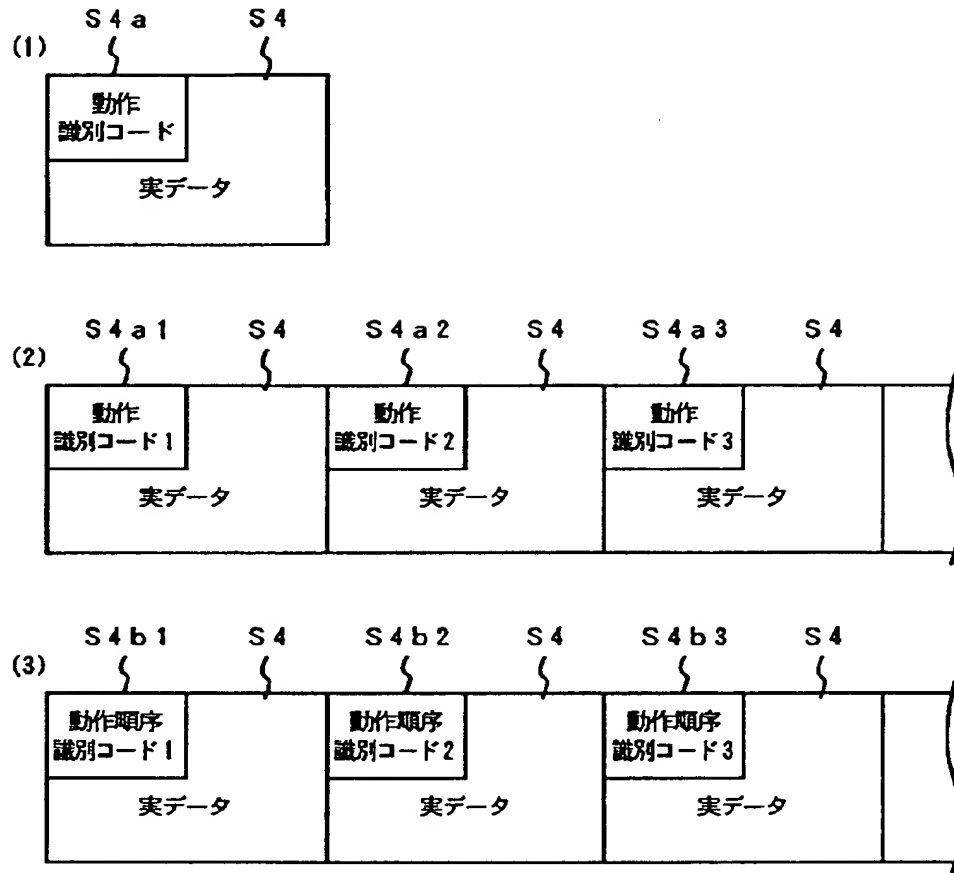 S4a S4
(1)
動作
識別コード
実データ
S4a1 S4 S4a2 S4 S4a3 S4
(2)
動作 動作 動作
識別コード1 識別コード2 識別コード3
実データ 実データ 実データ
S4b1 S4 S4b2 S4 S4b3 S4
(3)
動作順序 動作順序 動作順序
識別コード1 識別コード2 識別コード3
実データ 実データ 実データ